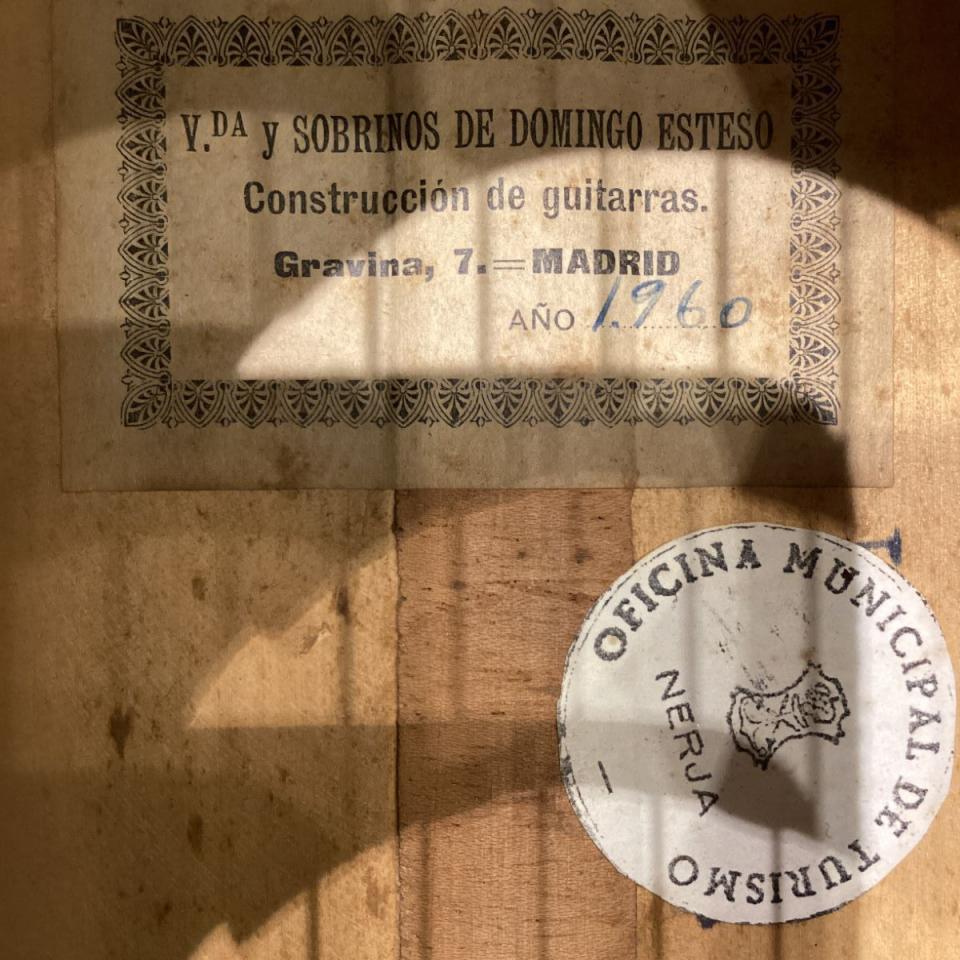 V.DA y SOBRINOS DE DOMINGO ESTESO
Construcción de guitarras.
Gravina, 7.=MADRID
AÑO 1.960
OFICINA MUNICIPAL DE TURISMO
NERJA